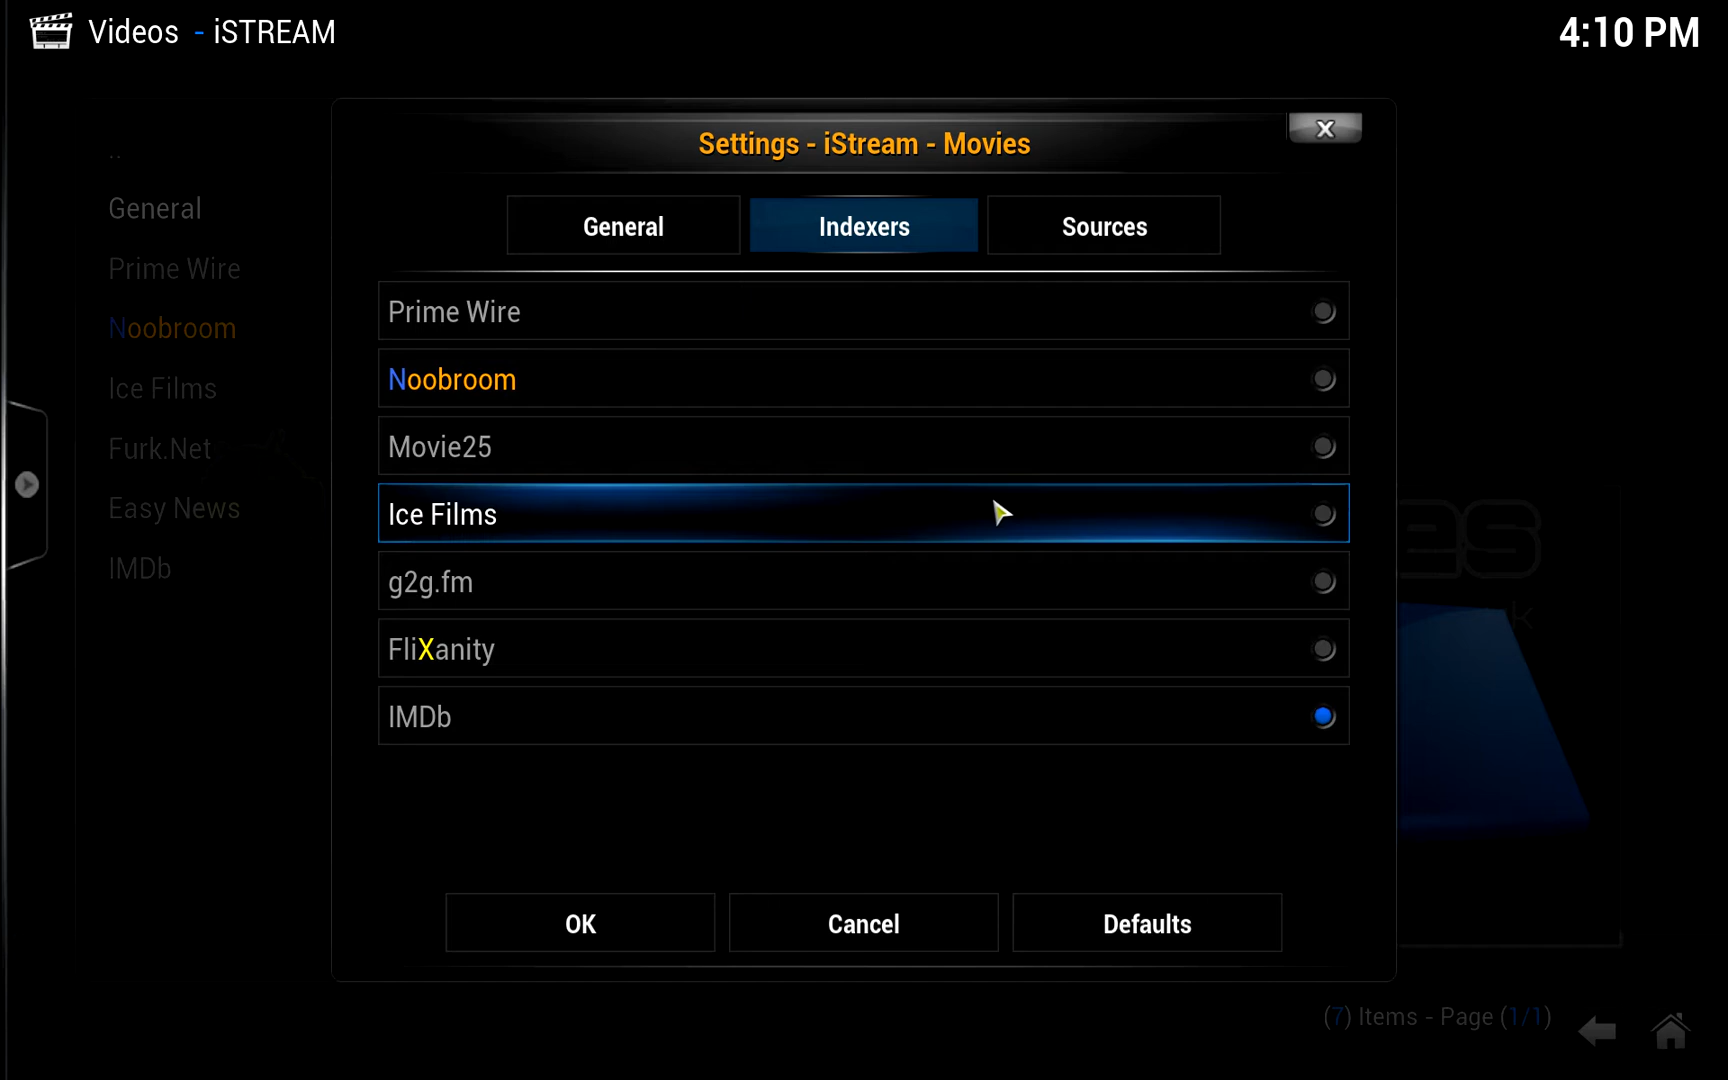 Videos - iSTREAM
4:10 PM
..
General
Prime Wire
Noobroom
Ice Films
Furk.Net
Easy News
IMDb
Settings - iStream - Movies
X
General Indexers Sources
Prime Wire
Noobroom
Movie25
Ice Films
g2g.fm
FliXanity
IMDb
OK Cancel Defaults
es
k
(7) Items - Page (1/1)